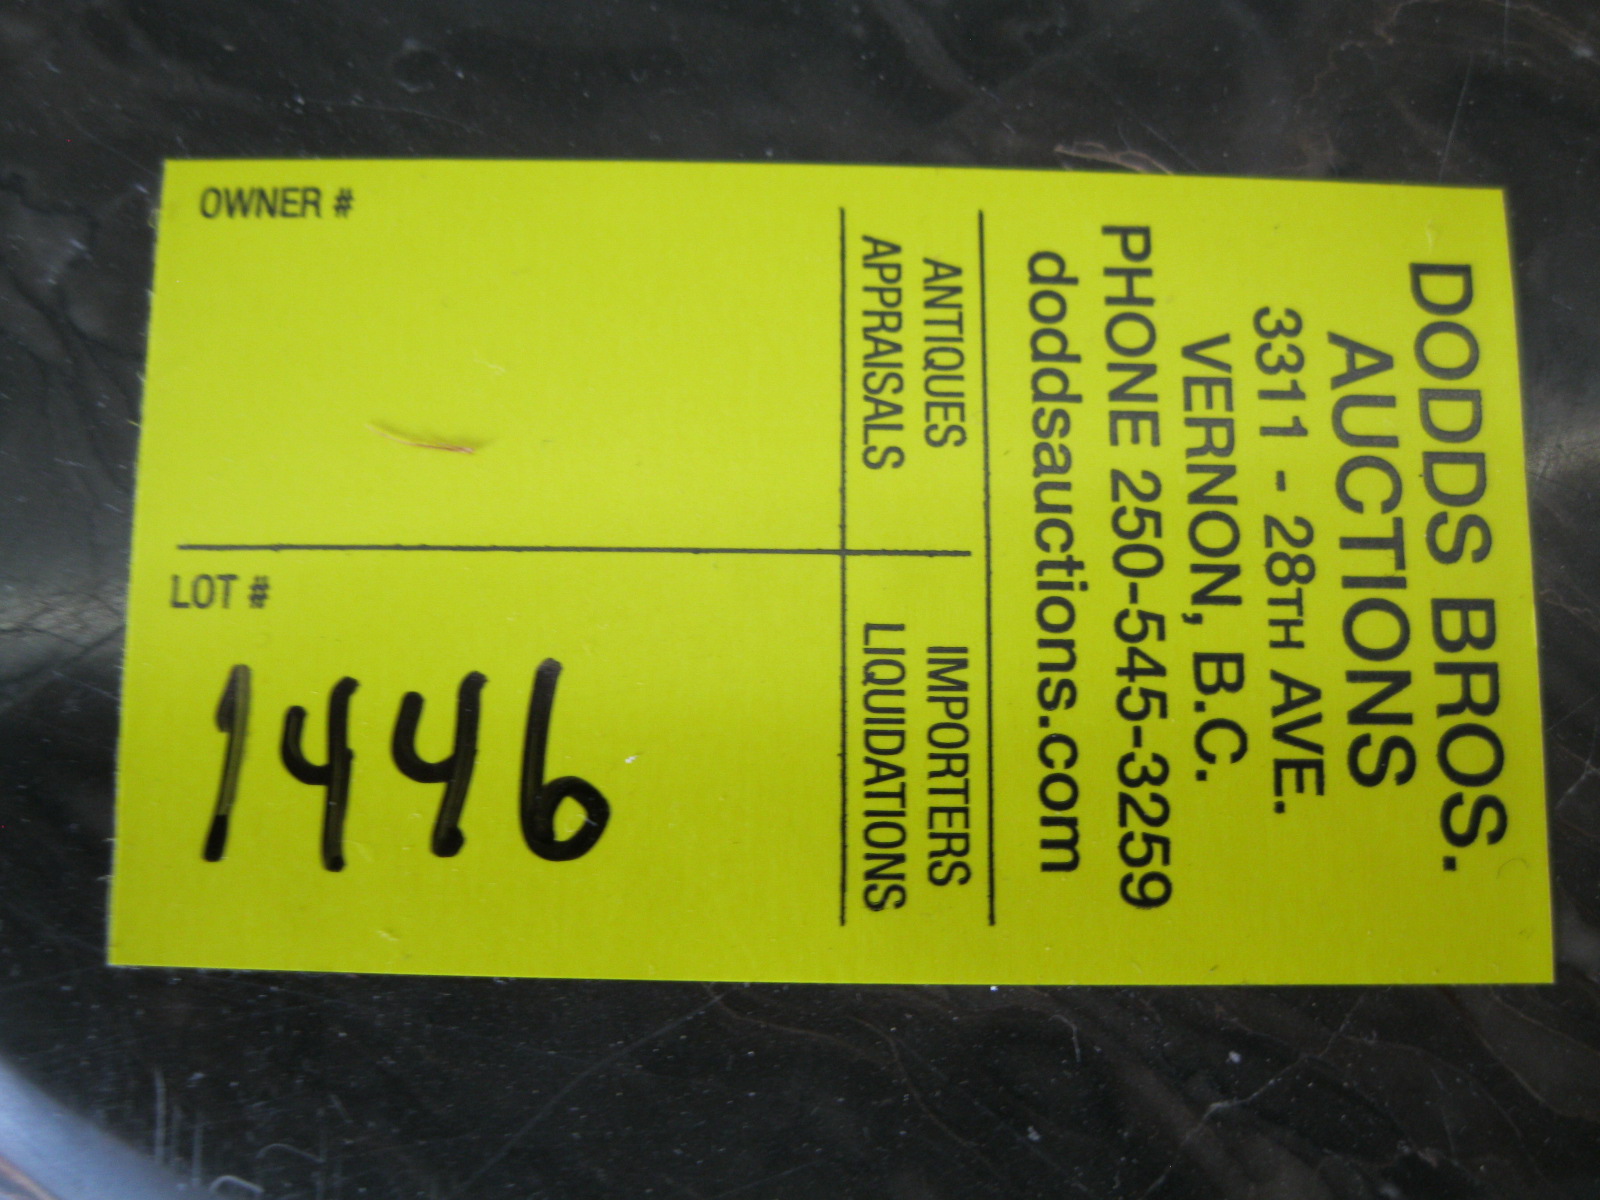 DODDS BROS.
AUCTIONS
3311 - 28TH AVE.
VERNON, B.C.
PHONE 250-545-3259
doddsauctions.com
ANTIQUES
APPRAISALS
IMPORTERS
LIQUIDATIONS
OWNER #
LOT #
1446